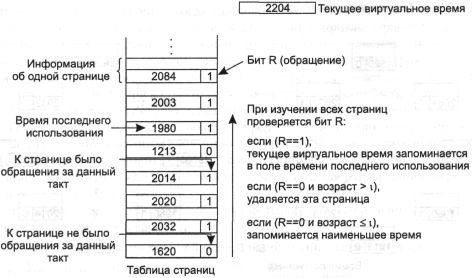 2204 Текущее виртуальное время
Информация
об одной странице
2084 1
Бит R (обращение)
2003 1
Время последнего
использования
1980 1
1213 0
К странице было
обращения за данный
такт
2014 1
2020 1
К странице не было
обращения за данный
такт
2032 1
1620 0
Таблица страниц
При изучении всех страниц
проверяется бит R:
если (R==1),
текущее виртуальное время запоминается
в поле времени последнего использования
если (R==0 и возраст > ι),
удаляется эта страница
если (R==0 и возраст ≤ ι),
запоминается наименьшее время